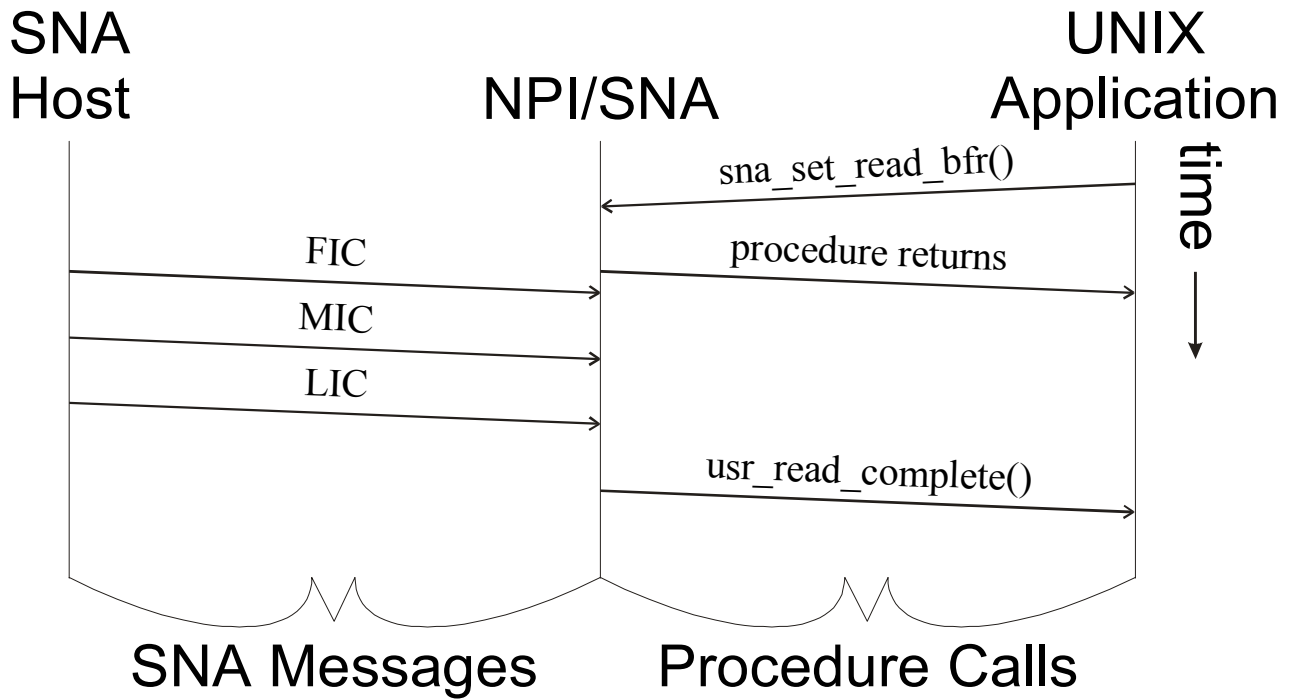 SNA
Host
NPI/SNA
UNIX
Application
time
sna_set_read_bfr()
FIC
procedure returns
MIC
LIC
usr_read_complete()
SNA Messages
Procedure Calls